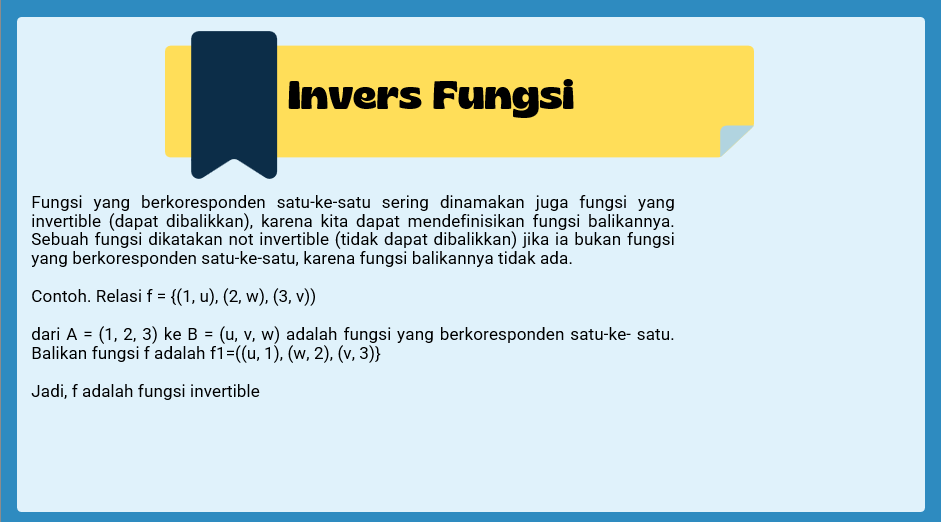 Invers Fungsi
Fungsi yang berkoresponden satu-ke-satu sering dinamakan juga fungsi yang
invertible (dapat dibalikkan), karena kita dapat mendefinisikan fungsi balikannya.
Sebuah fungsi dikatakan not invertible (tidak dapat dibalikkan) jika ia bukan fungsi
yang berkoresponden satu-ke-satu, karena fungsi balikannya tidak ada.
Contoh. Relasi f = {(1, u), (2, w), (3, v))
dari A = (1, 2, 3) ke B = (u, v, w) adalah fungsi yang berkoresponden satu-ke- satu.
Balikan fungsi f adalah f1=((u, 1), (w, 2), (v, 3)}
Jadi, f adalah fungsi invertible